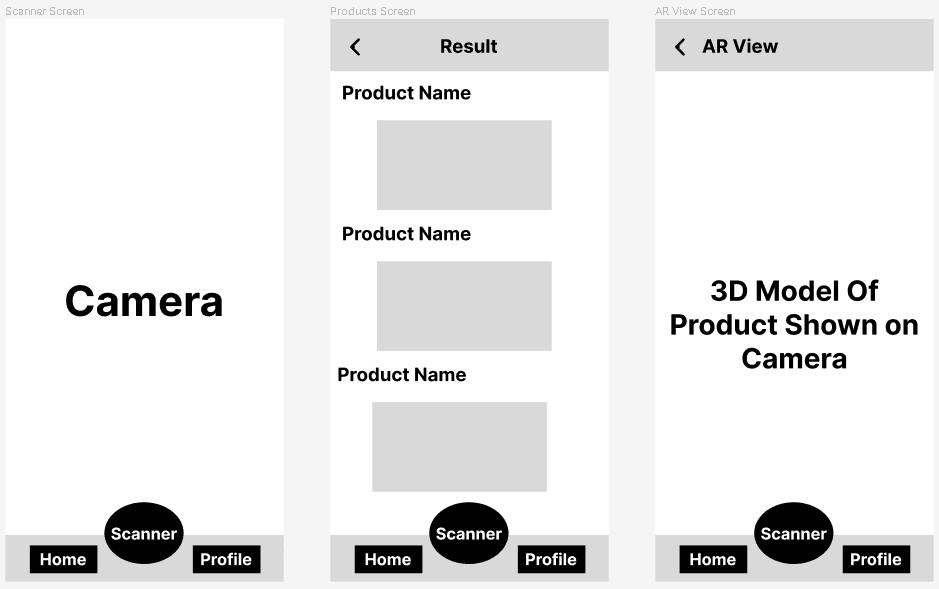 Scanner Screen
Camera
Scanner
Home
Profile
Products Screen
Result
Product Name
Product Name
Product Name
Scanner
Home
Profile
AR View Screen
AR View
3D Model Of
Product Shown on
Camera
Scanner
Home
Profile